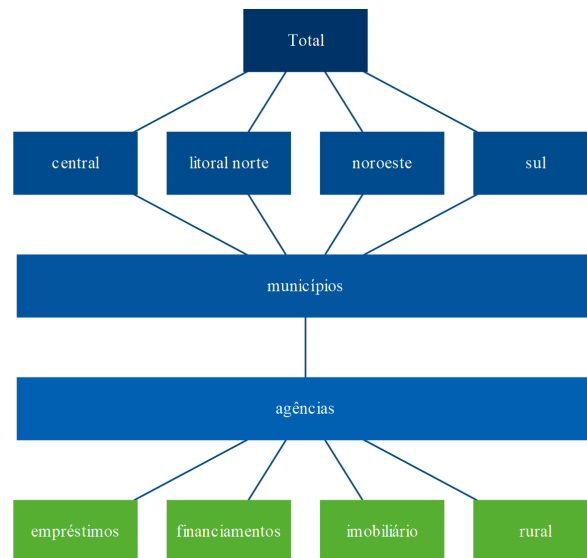 Total
central
litoral norte
noroeste
sul
municípios
agências
empréstimos
financiamentos
imobiliário
rural